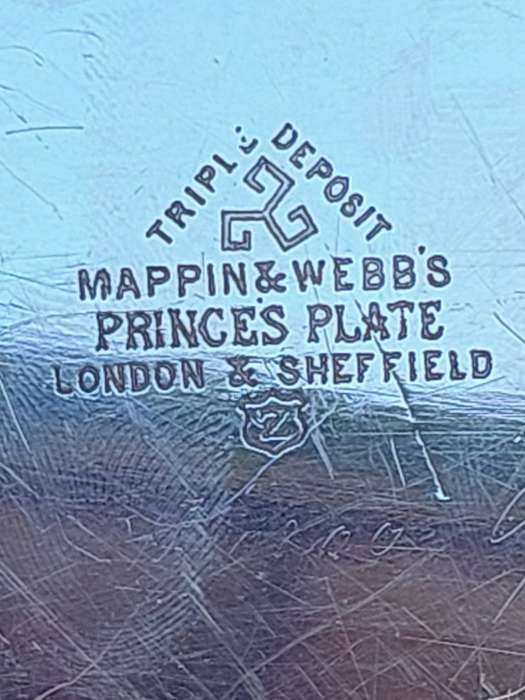 TRIPLE DEPOSIT
MAPPIN & WEBB'S
PRINCE'S PLATE
LONDON & SHEFFIELD
Z